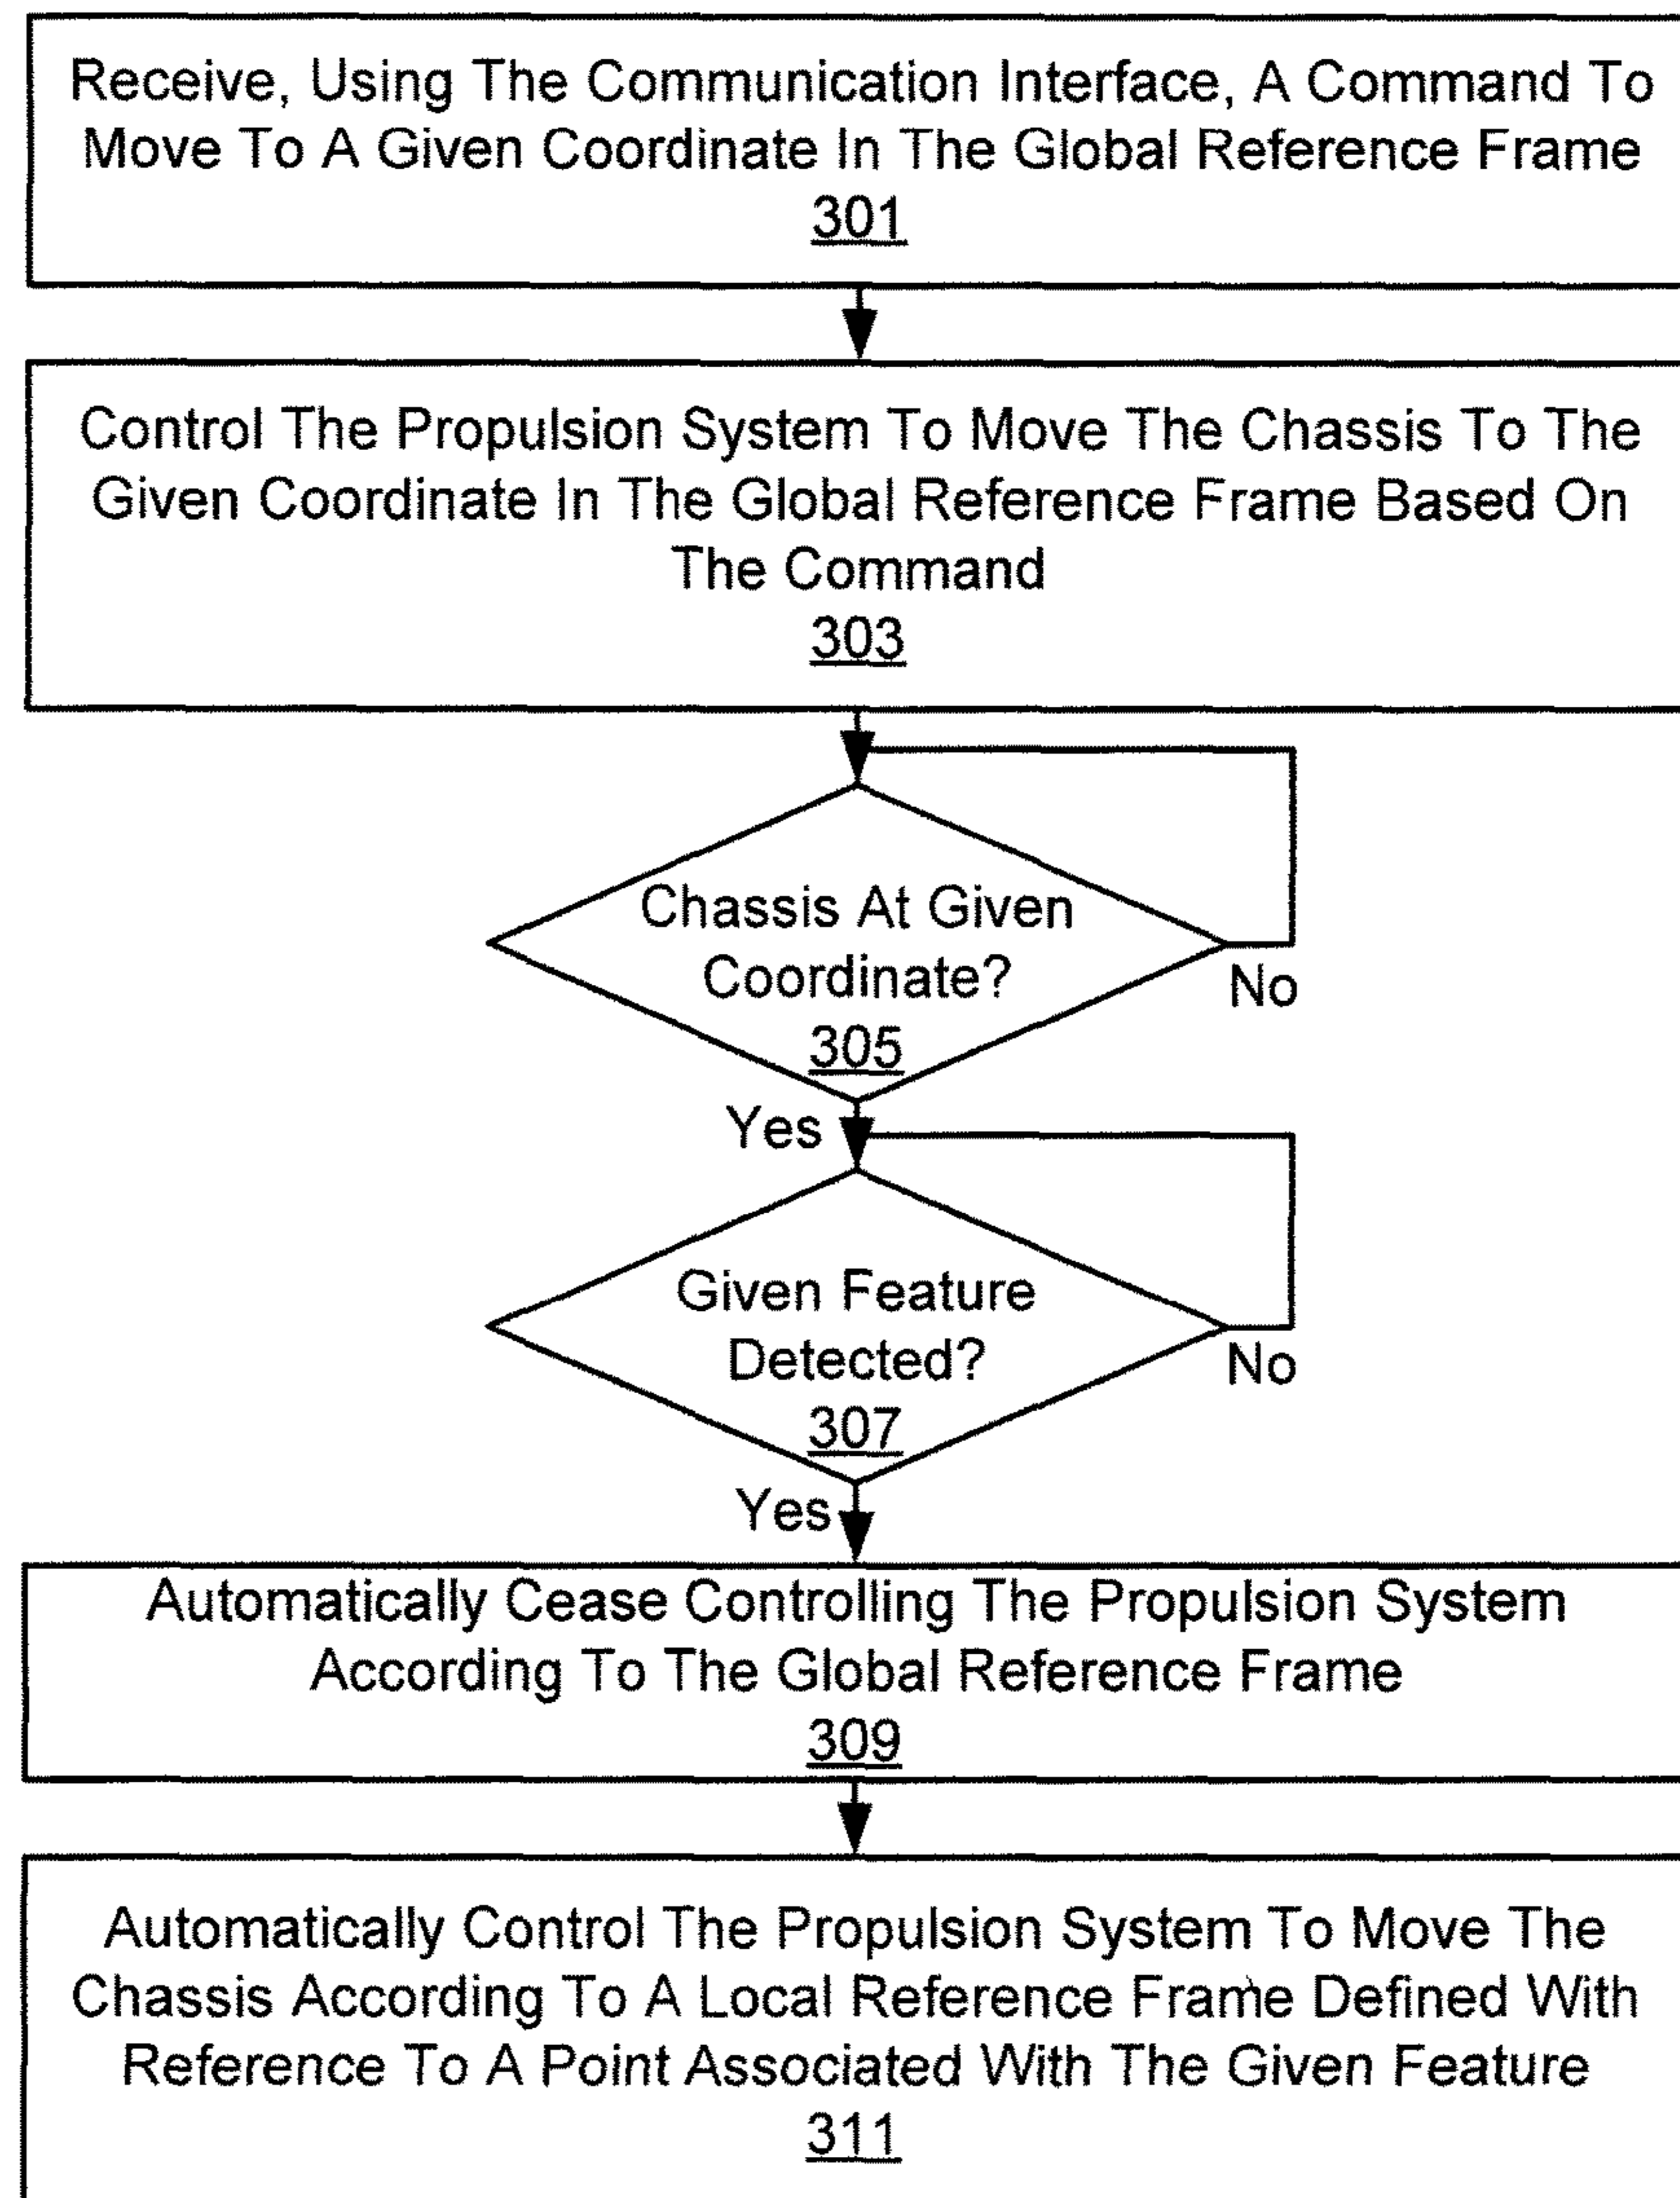 Receive, Using The Communication Interface, A Command To
Move To A Given Coordinate In The Global Reference Frame
301
Control The Propulsion System To Move The Chassis To The
Given Coordinate In The Global Reference Frame Based On
The Command
303
Chassis At Given
Coordinate?
305
No
Yes
Given Feature
Detected?
307
No
Yes
Automatically Cease Controlling The Propulsion System
According To The Global Reference Frame
309
Automatically Control The Propulsion System To Move The
Chassis According To A Local Reference Frame Defined With
Reference To A Point Associated With The Given Feature
311